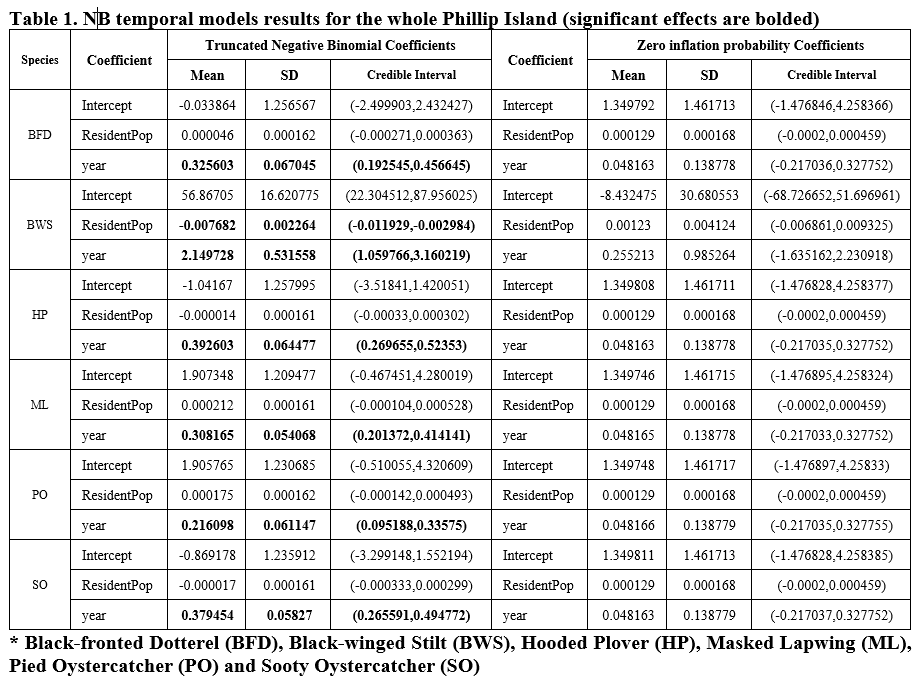 Table 1. NB temporal models results for the whole Phillip Island (significant effects are bolded)
Species Coefficient Truncated Negative Binomial Coefficients Coefficient Zero inflation probability Coefficients
Mean SD Credible Interval Mean SD Credible Interval
BFD Intercept -0.033864 1.256567 (-2.499903,2.432427) Intercept 1.349792 1.461713 (-1.476846,4.258366)
ResidentPop 0.000046 0.000162 (-0.000271,0.000363) ResidentPop 0.000129 0.000168 (-0.0002,0.000459)
year 0.325603 0.067045 (0.192545,0.456645) year 0.048163 0.138778 (-0.217036,0.327752)
BWS Intercept 56.86705 16.620775 (22.304512,87.956025) Intercept -8.432475 30.680553 (-68.726652,51.696961)
ResidentPop -0.007682 0.002264 (-0.011929,-0.002984) ResidentPop 0.00123 0.004124 (-0.006861,0.009325)
year 2.149728 0.531558 (1.059766,3.160219) year 0.255213 0.985264 (-1.635162,2.230918)
HP Intercept -1.04167 1.257995 (-3.51841,1.420051) Intercept 1.349808 1.461711 (-1.476828,4.258377)
ResidentPop -0.000014 0.000161 (-0.00033,0.000302) ResidentPop 0.000129 0.000168 (-0.0002,0.000459)
year 0.392603 0.064477 (0.269655,0.52353) year 0.048163 0.138778 (-0.217035,0.327752)
ML Intercept 1.907348 1.209477 (-0.467451,4.280019) Intercept 1.349746 1.461715 (-1.476895,4.258324)
ResidentPop 0.000212 0.000161 (-0.000104,0.000528) ResidentPop 0.000129 0.000168 (-0.0002,0.000459)
year 0.308165 0.054068 (0.201372,0.414141) year 0.048165 0.138778 (-0.217033,0.327752)
PO Intercept 1.905765 1.230685 (-0.510055,4.320609) Intercept 1.349748 1.461717 (-1.476897,4.25833)
ResidentPop 0.000175 0.000162 (-0.000142,0.000493) ResidentPop 0.000129 0.000168 (-0.0002,0.000459)
year 0.216098 0.061147 (0.095188,0.33575) year 0.048166 0.138779 (-0.217035,0.327755)
SO Intercept -0.869178 1.235912 (-3.299148,1.552194) Intercept 1.349811 1.461713 (-1.476828,4.258385)
ResidentPop -0.000017 0.000161 (-0.000333,0.000299) ResidentPop 0.000129 0.000168 (-0.0002,0.000459)
year 0.379454 0.05827 (0.265591,0.494772) year 0.048163 0.138779 (-0.217037,0.327752)
* Black-fronted Dotterel (BFD), Black-winged Stilt (BWS), Hooded Plover (HP), Masked Lapwing (ML),
Pied Oystercatcher (PO) and Sooty Oystercatcher (SO)